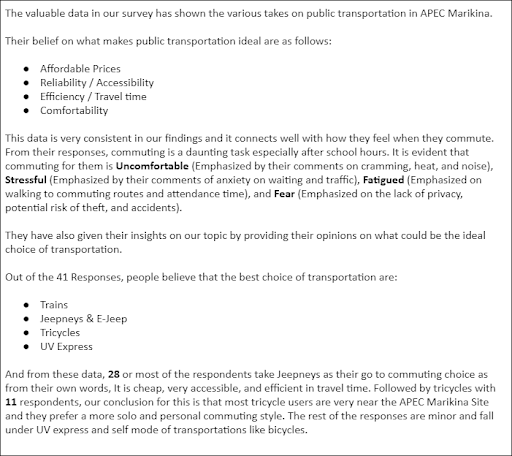 The valuable data in our survey has shown the various takes on public transportation in APEC Marikina.
Their belief on what makes public transportation ideal are as follows:
● Affordable Prices
● Reliability / Accessibility
● Efficiency / Travel time
● Comfortability
This data is very consistent in our findings and it connects well with how they feel when they commute.
From their responses, commuting is a daunting task especially after school hours. It is evident that
commuting for them is Uncomfortable (Emphasized by their comments on cramming, heat, and noise),
Stressful (Emphasized by their comments of anxiety on waiting and traffic), Fatigued (Emphasized on
walking to commuting routes and attendance time), and Fear (Emphasized on the lack of privacy,
potential risk of theft, and accidents).
They have also given their insights on our topic by providing their opinions on what could be the ideal
choice of transportation.
Out of the 41 Responses, people believe that the best choice of transportation are:
● Trains
● Jeepneys & E-Jeep
● Tricycles
● UV Express
And from these data, 28 or most of the respondents take Jeepneys as their go to commuting choice as
from their own words, It is cheap, very accessible, and efficient in travel time. Followed by tricycles with
11 respondents, our conclusion for this is that most tricycle users are very near the APEC Marikina Site
and they prefer a more solo and personal commuting style. The rest of the responses are minor and fall
under UV express and self mode of transportations like bicycles.